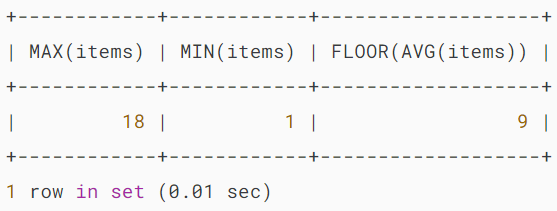 +------------+------------+-------------------+
| MAX(items) | MIN(items) | FLOOR(AVG(items)) |
+------------+------------+-------------------+
|         18 |          1 |                 9 |
+------------+------------+-------------------+
1 row in set (0.01 sec)